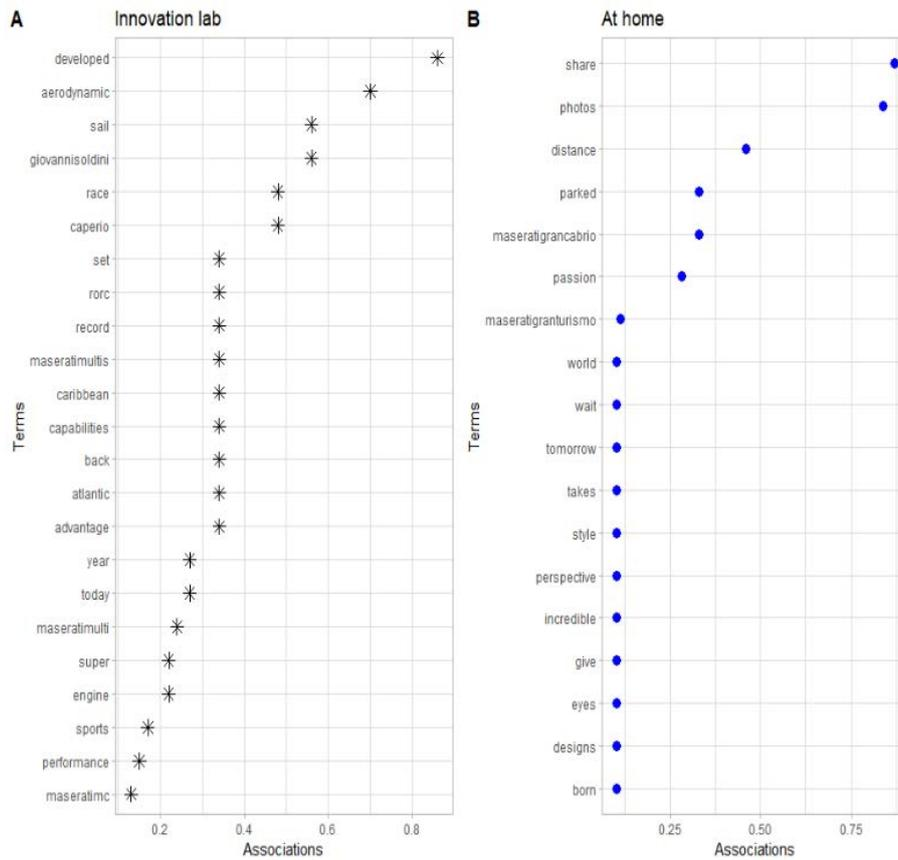 A
Innovation lab
developed
aerodynamic
sail
giovannisoldini
race
caperio
set
rorc
record
maseratimultis
caribbean
capabilities
back
atlantic
advantage
year
today
maseratimulti
super
engine
sports
performance
maseratimc
Terms
0.2 0.4 0.6 0.8
Associations
B
At home
share
photos
distance
parked
maseratigrancabrio
passion
maseratigranturismo
world
wait
tomorrow
takes
style
perspective
incredible
give
eyes
designs
born
Terms
0.25 0.50 0.75
Associations